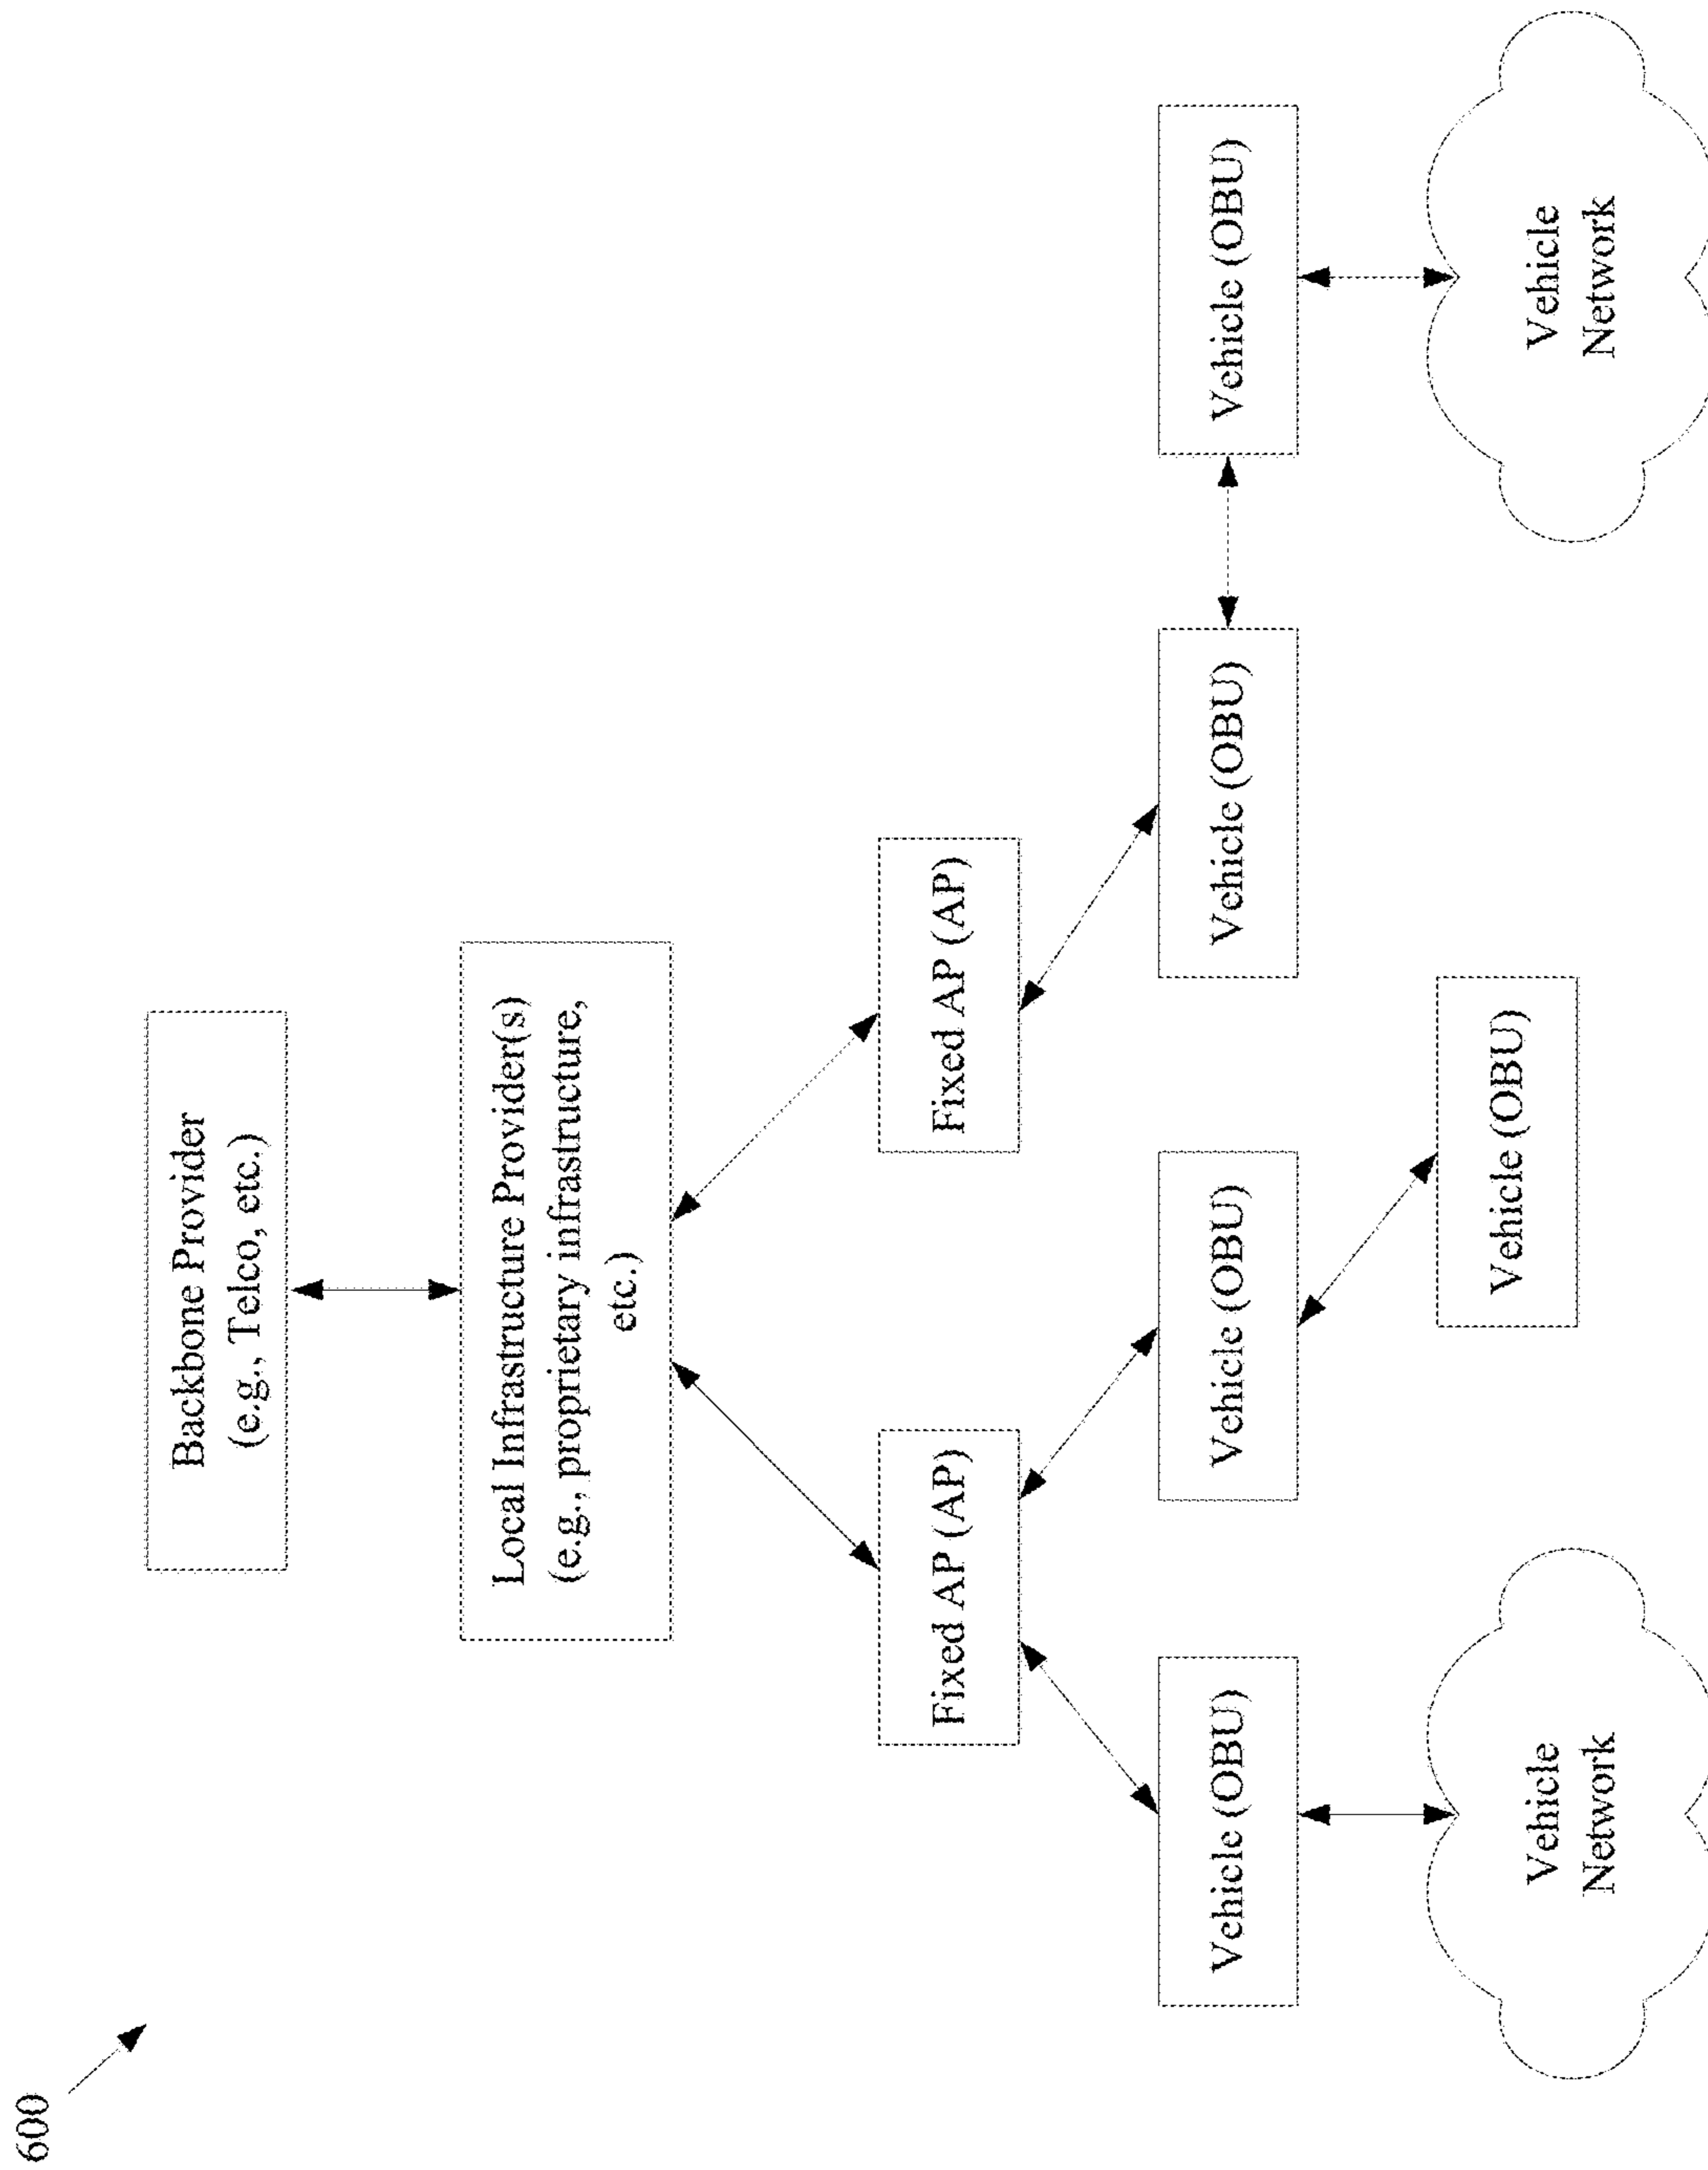 600
Backbone Provider
(e.g., Telco, etc.)
Local Infrastructure Provider(s)
(e.g., proprietary infrastructure,
etc.)
Fixed AP (AP)
Fixed AP (AP)
Vehicle (OBU)
Vehicle (OBU)
Vehicle (OBU)
Vehicle (OBU)
Vehicle (OBU)
Vehicle
Network
Vehicle
Network